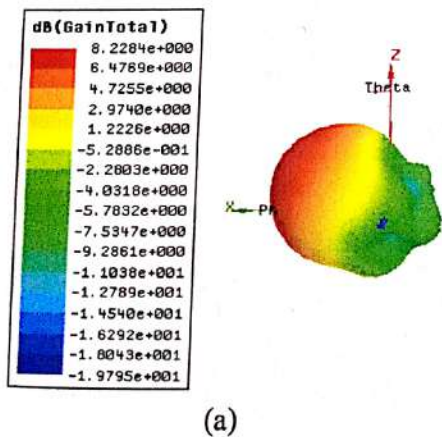 dB(GainTotal)
8.2284e+000
6.4769e+000
4.7255e+000
2.9740e+000
1.2226e+000
-5.2886e-001
-2.2803e+000
-4.0318e+000
-5.7832e+000
-7.5347e+000
-9.2861e+000
-1.1038e+001
-1.2789e+001
-1.4540e+001
-1.6292e+001
-1.8043e+001
-1.9795e+001
Z
Theta
X
Ph
(a)